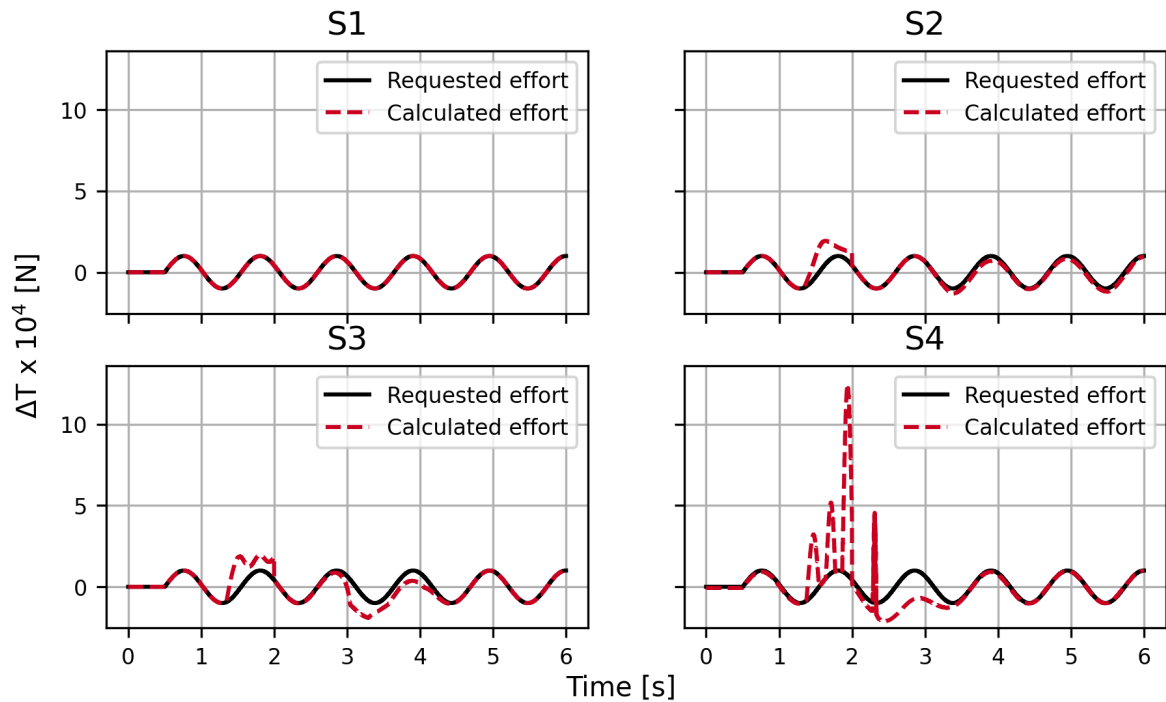 S1
S2
Requested effort
Calculated effort
Requested effort
Calculated effort
10
5
0
ΔT x 10⁴ [N]
S3
S4
Requested effort
Calculated effort
Requested effort
Calculated effort
10
5
0
0 1 2 3 4 5 6
0 1 2 3 4 5 6
Time [s]